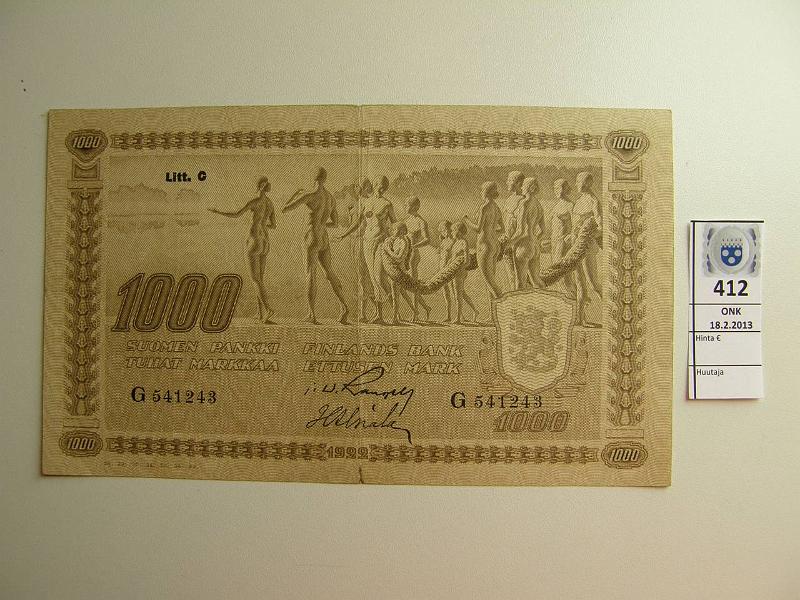 1000
1000
Litt. C
1000
SUOMEN PANKKI FINLANDS BANK
TUHAT MARKKAA ETTUSEN MARK
G 541243
G 541243
1000
1000
1922
1000
412
ONK
18.2.2013
Hinta €
Huutaja